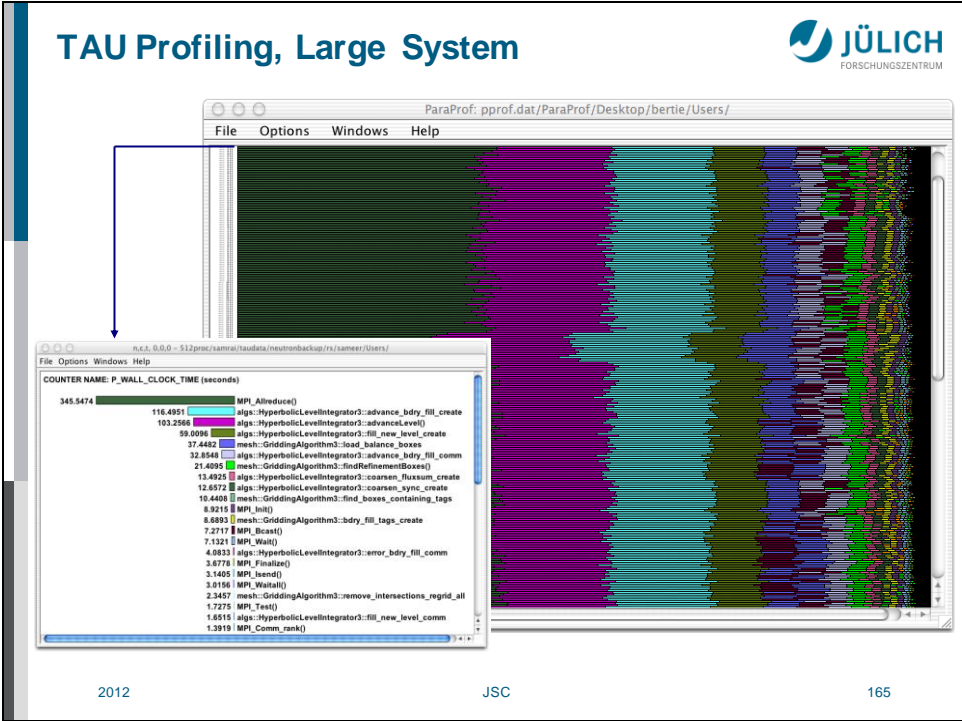 TAU Profiling, Large System
JÜLICH
FORSCHUNGSZENTRUM
ParaProf: pprof.dat/ParaProf/Desktop/bertie/Users/
File Options Windows Help
n,c,t, 0,0,0 - 512proc/samrai/taudata/neutronbackup/rs/sameer/Users/
File Options Windows Help
COUNTER NAME: P_WALL_CLOCK_TIME (seconds)
345.5474 MPI_Allreduce()
116.4951 algs::HyperbolicLevelIntegrator3::advance_bdry_fill_create
103.2566 algs::HyperbolicLevelIntegrator3::advanceLevel()
59.0096 algs::HyperbolicLevelIntegrator3::fill_new_level_create
37.4482 mesh::GriddingAlgorithm3::load_balance_boxes
32.8548 algs::HyperbolicLevelIntegrator3::advance_bdry_fill_comm
21.4095 mesh::GriddingAlgorithm3::findRefinementBoxes()
13.4925 algs::HyperbolicLevelIntegrator3::coarsen_fluxsum_create
12.6572 algs::HyperbolicLevelIntegrator3::coarsen_sync_create
10.4408 mesh::GriddingAlgorithm3::find_boxes_containing_tags
8.9215 MPI_Init()
8.6893 mesh::GriddingAlgorithm3::bdry_fill_tags_create
7.2717 MPI_Bcast()
7.1321 MPI_Wait()
4.0833 algs::HyperbolicLevelIntegrator3::error_bdry_fill_comm
3.6778 MPI_Finalize()
3.1405 MPI_Isend()
3.0156 MPI_Waitall()
2.3457 mesh::GriddingAlgorithm3::remove_intersections_regrid_all
1.7275 MPI_Test()
1.6515 algs::HyperbolicLevelIntegrator3::fill_new_level_comm
1.3919 MPI_Comm_rank()
2012
JSC
165